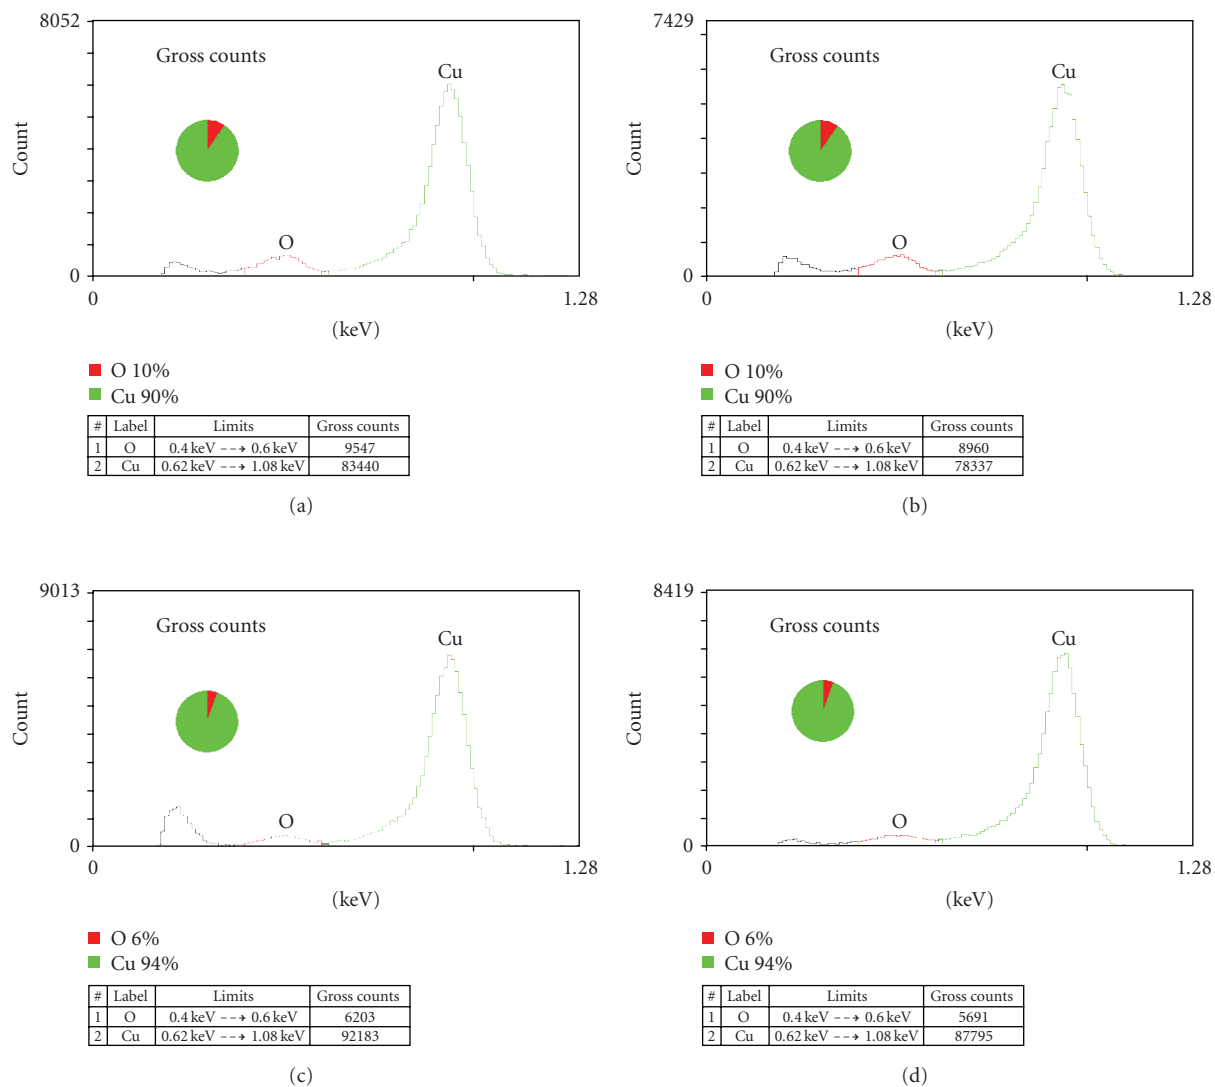 8052
Gross counts
Cu
Count
O
0
0
1.28
(keV)
O 10%
Cu 90%
# Label Limits Gross counts
1 O 0.4 keV --→ 0.6 keV 9547
2 Cu 0.62 keV --→ 1.08 keV 83440
(a)
7429
Gross counts
Cu
Count
O
0
0
1.28
(keV)
O 10%
Cu 90%
# Label Limits Gross counts
1 O 0.4 keV --→ 0.6 keV 8960
2 Cu 0.62 keV --→ 1.08 keV 78337
(b)
9013
Gross counts
Cu
Count
O
0
0
1.28
(keV)
O 6%
Cu 94%
# Label Limits Gross counts
1 O 0.4 keV --→ 0.6 keV 6203
2 Cu 0.62 keV --→ 1.08 keV 92183
(c)
8419
Gross counts
Cu
Count
O
0
0
1.28
(keV)
O 6%
Cu 94%
# Label Limits Gross counts
1 O 0.4 keV --→ 0.6 keV 5691
2 Cu 0.62 keV --→ 1.08 keV 87795
(d)